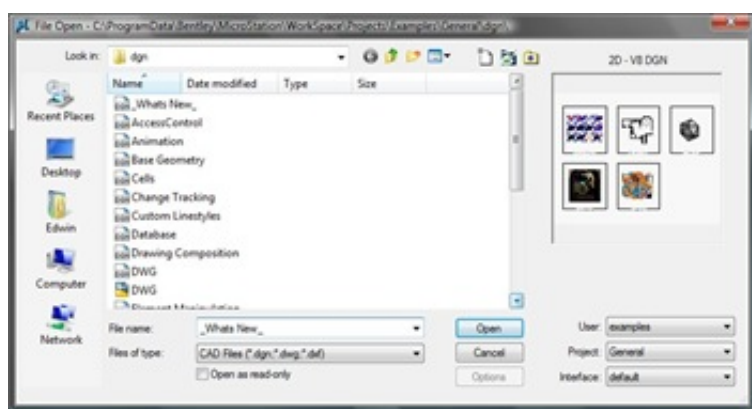 File Open - C:\ProgramData\Bentley\MicroStation\WorkSpace\Projects\Examples\General\dgn\
Look in: dgn
2D - V8 DGN
Name Date modified Type Size
_Whats New_
AccessControl
Animation
Base Geometry
Cells
Change Tracking
Custom Linestyles
Database
Drawing Composition
DWG
DWG
Element Manipulation
Recent Places
Desktop
Edwin
Computer
Network
File name: _Whats New_ Open
Files of type: CAD Files (*.dgn;*.dwg;*.dxf) Cancel
Open as read-only Options
User: examples
Project: General
Interface: default